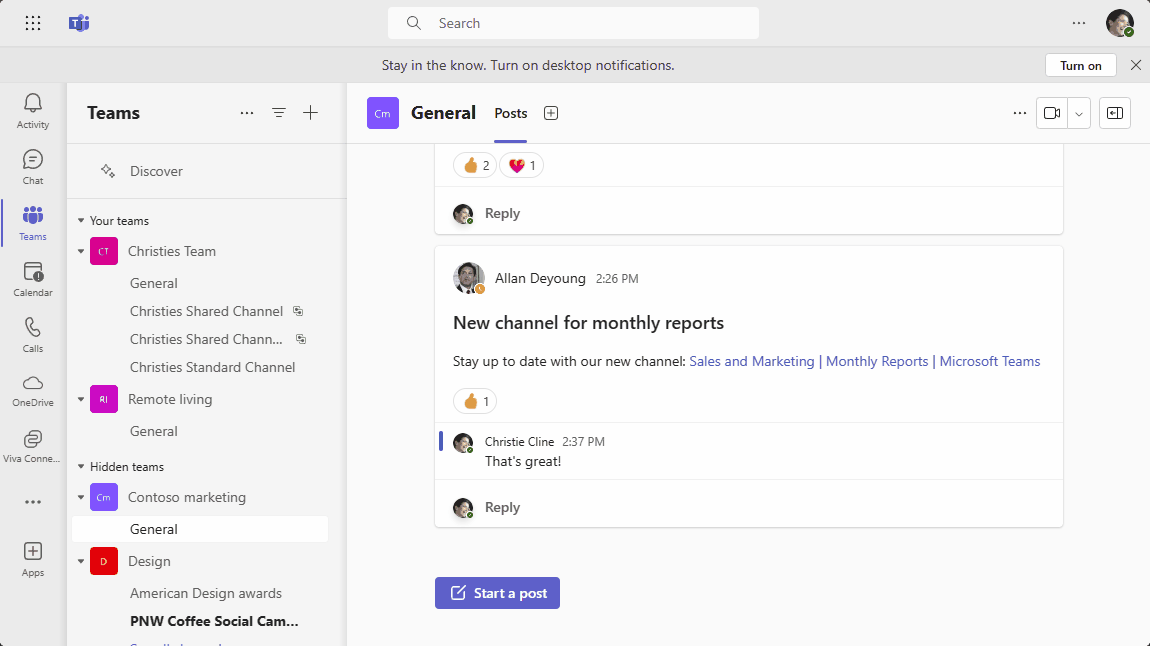 Search
Stay in the know. Turn on desktop notifications.
Turn on
Activity
Chat
Teams
Calendar
Calls
OneDrive
Viva Conne...
Apps
Teams
Discover
Your teams
CT Christies Team
General
Christies Shared Channel
Christies Shared Chann...
Christies Standard Channel
Rl Remote living
General
Hidden teams
Cm Contoso marketing
General
D Design
American Design awards
PNW Coffee Social Cam...
Cm General Posts
2 1
Reply
Allan Deyoung 2:26 PM
New channel for monthly reports
Stay up to date with our new channel: Sales and Marketing | Monthly Reports | Microsoft Teams
1
Christie Cline 2:37 PM
That's great!
Reply
Start a post